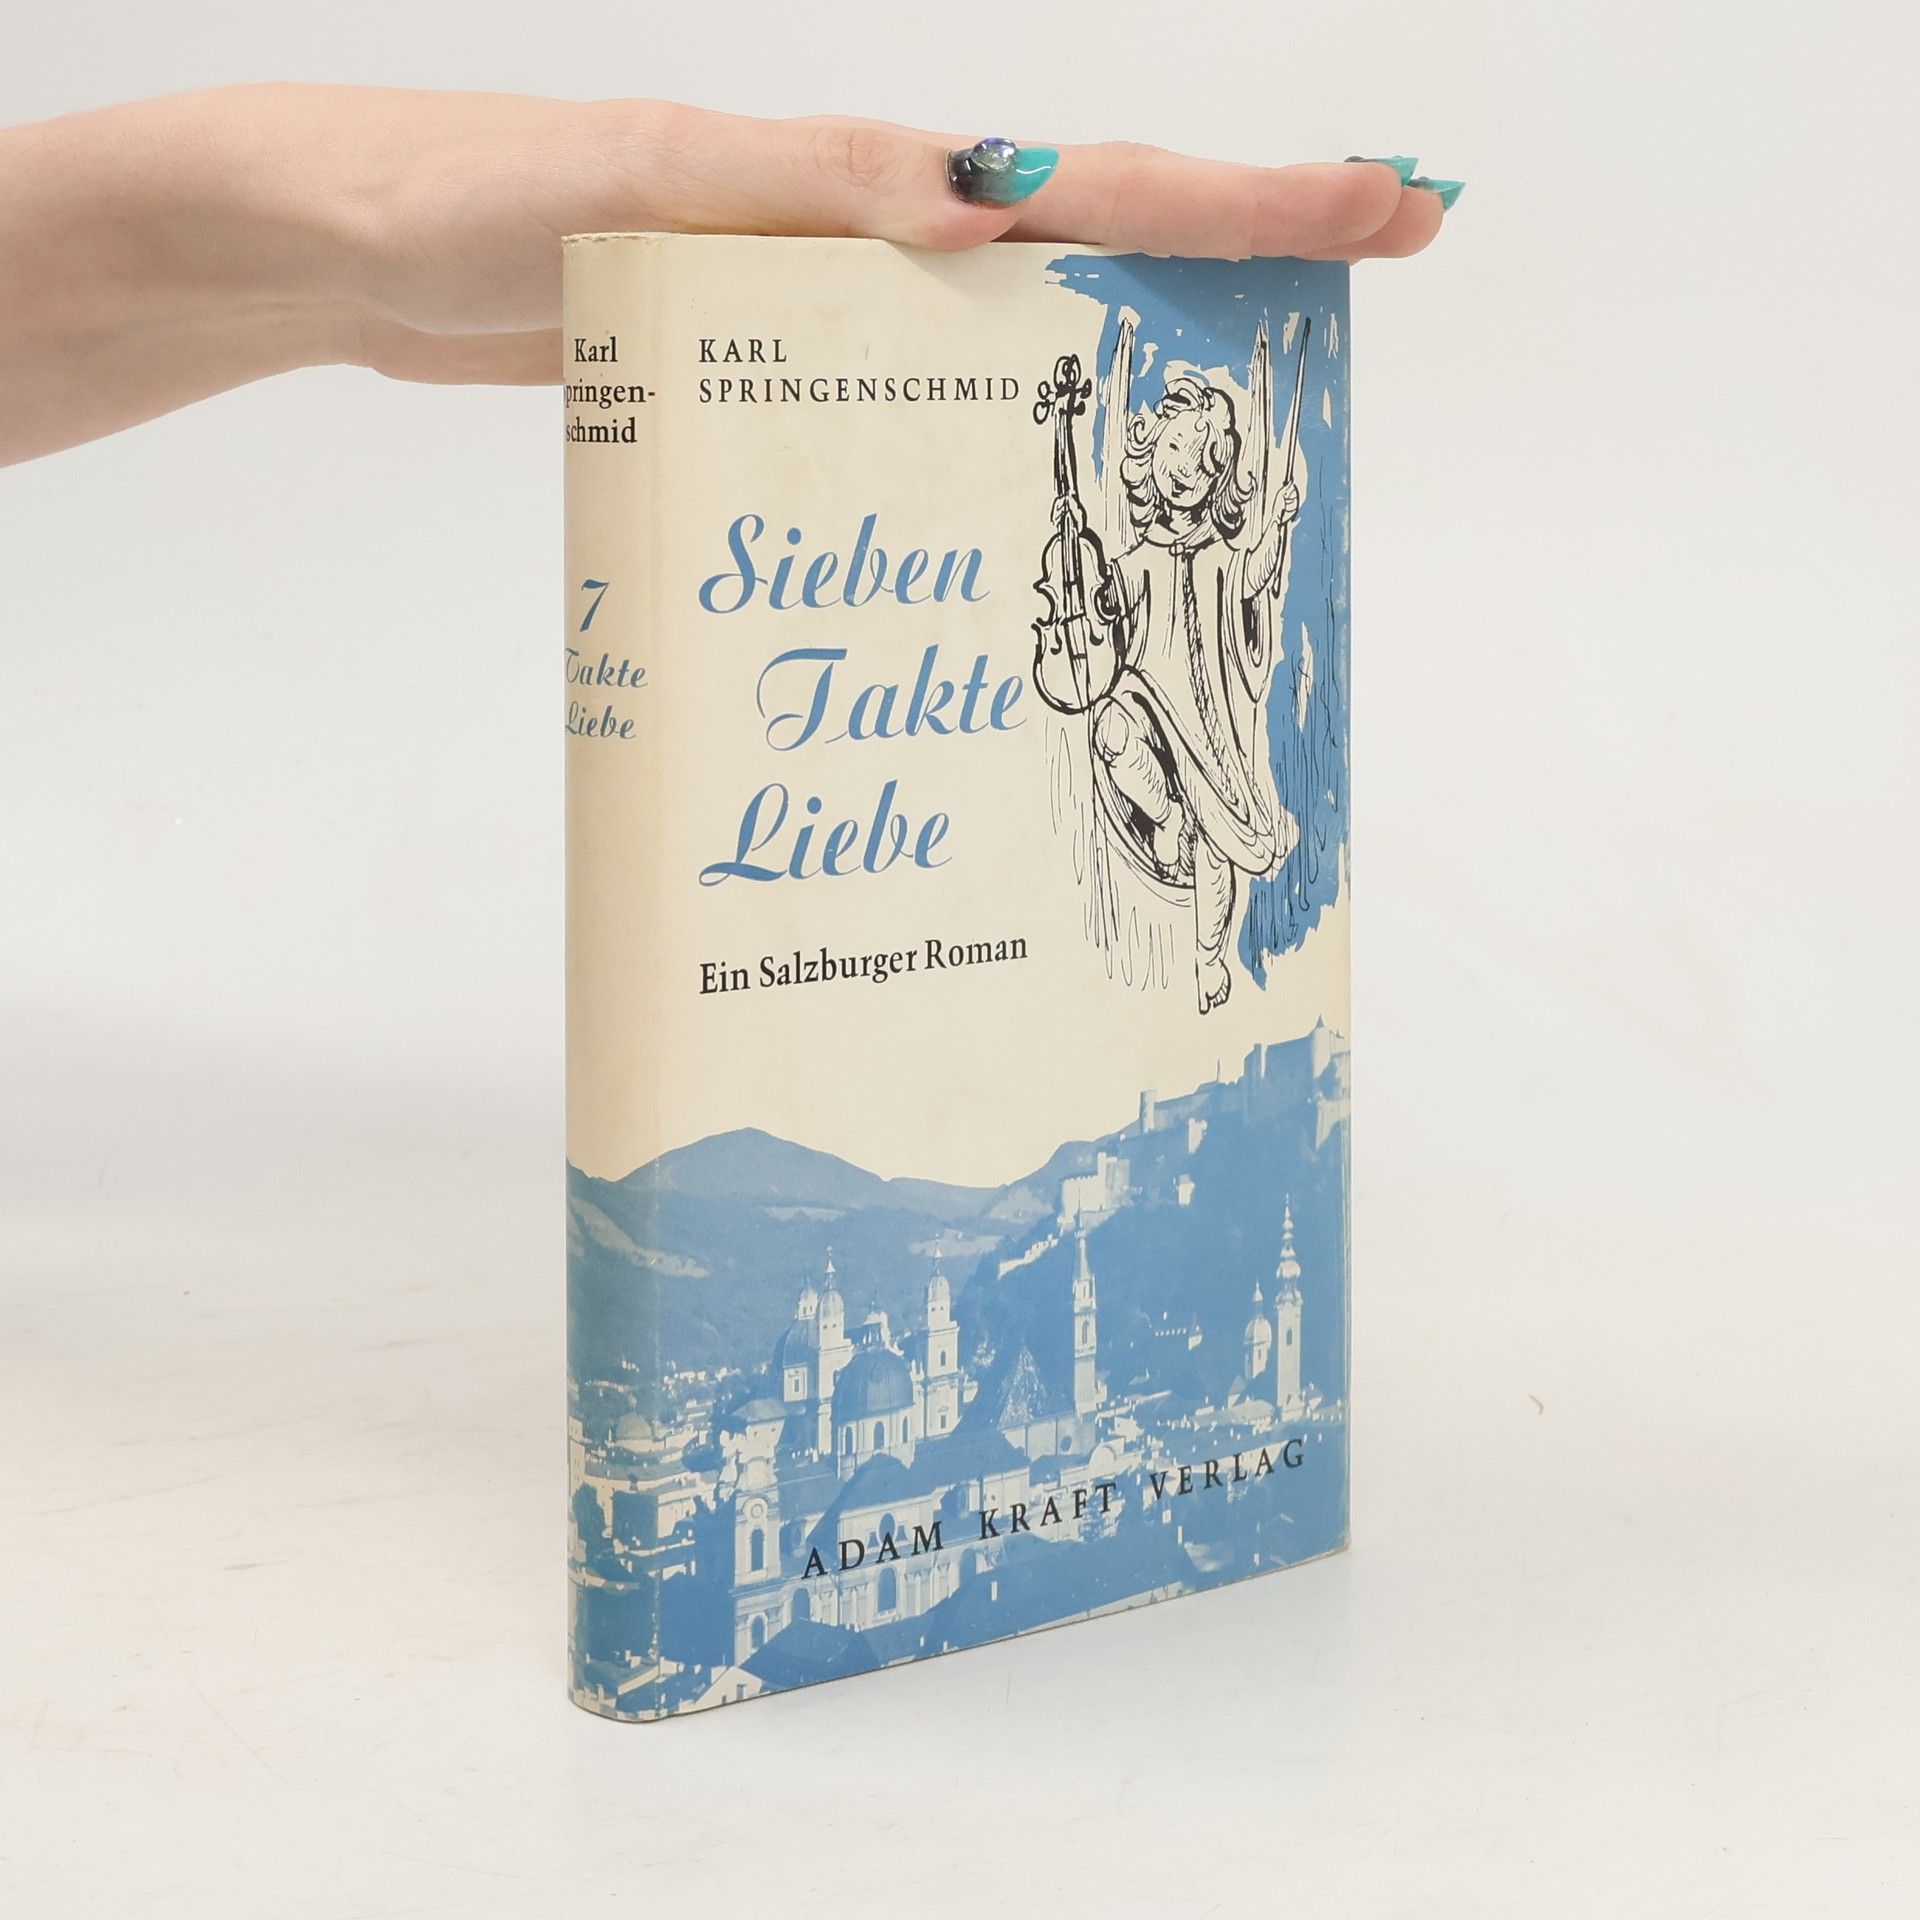 Karl
Springen-
schmid
7
Takte
Liebe
KARL
SPRINGENSCHMID
Sieben
Takte
Liebe
Ein Salzburger Roman
ADAM KRAFT VERLAG